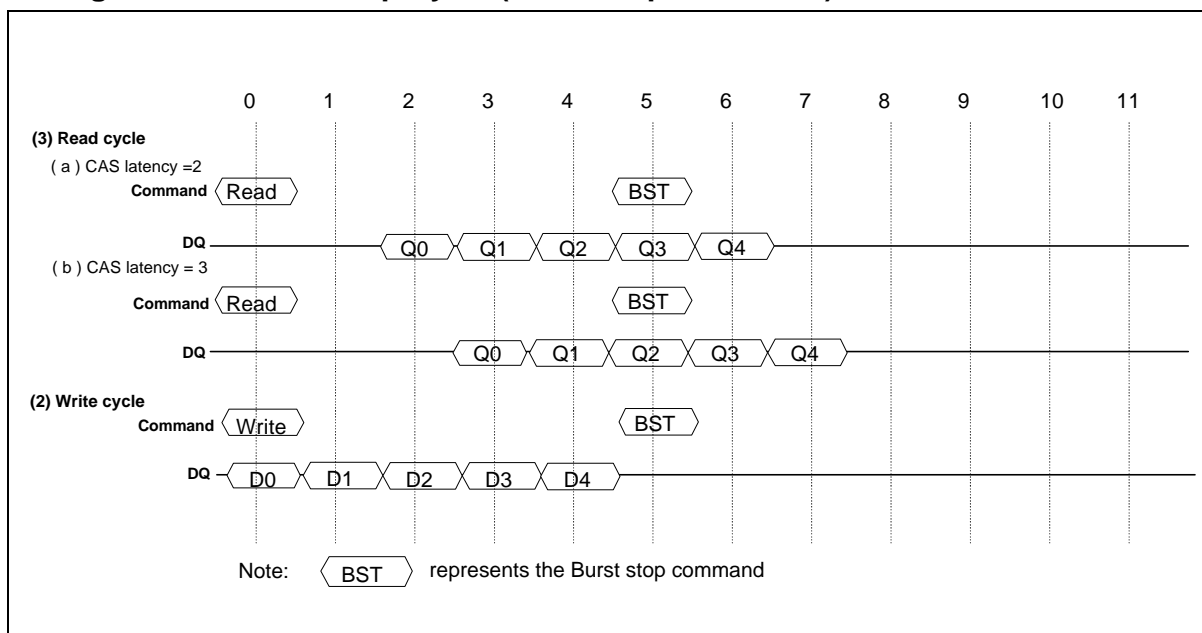 0 1 2 3 4 5 6 7 8 9 10 11
(3) Read cycle
( a ) CAS latency =2
Command Read BST
DQ Q0 Q1 Q2 Q3 Q4
( b ) CAS latency = 3
Command Read BST
DQ Q0 Q1 Q2 Q3 Q4
(2) Write cycle
Command Write BST
DQ D0 D1 D2 D3 D4
Note: BST represents the Burst stop command